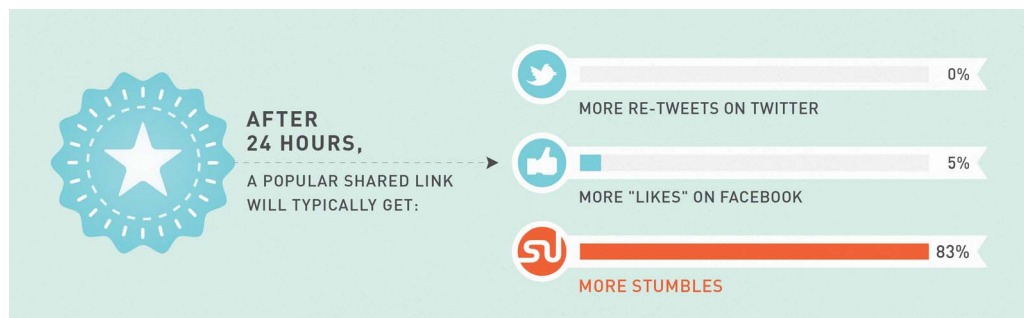 AFTER
24 HOURS,
A POPULAR SHARED LINK
WILL TYPICALLY GET:
0%
MORE RE-TWEETS ON TWITTER
5%
MORE "LIKES" ON FACEBOOK
83%
MORE STUMBLES